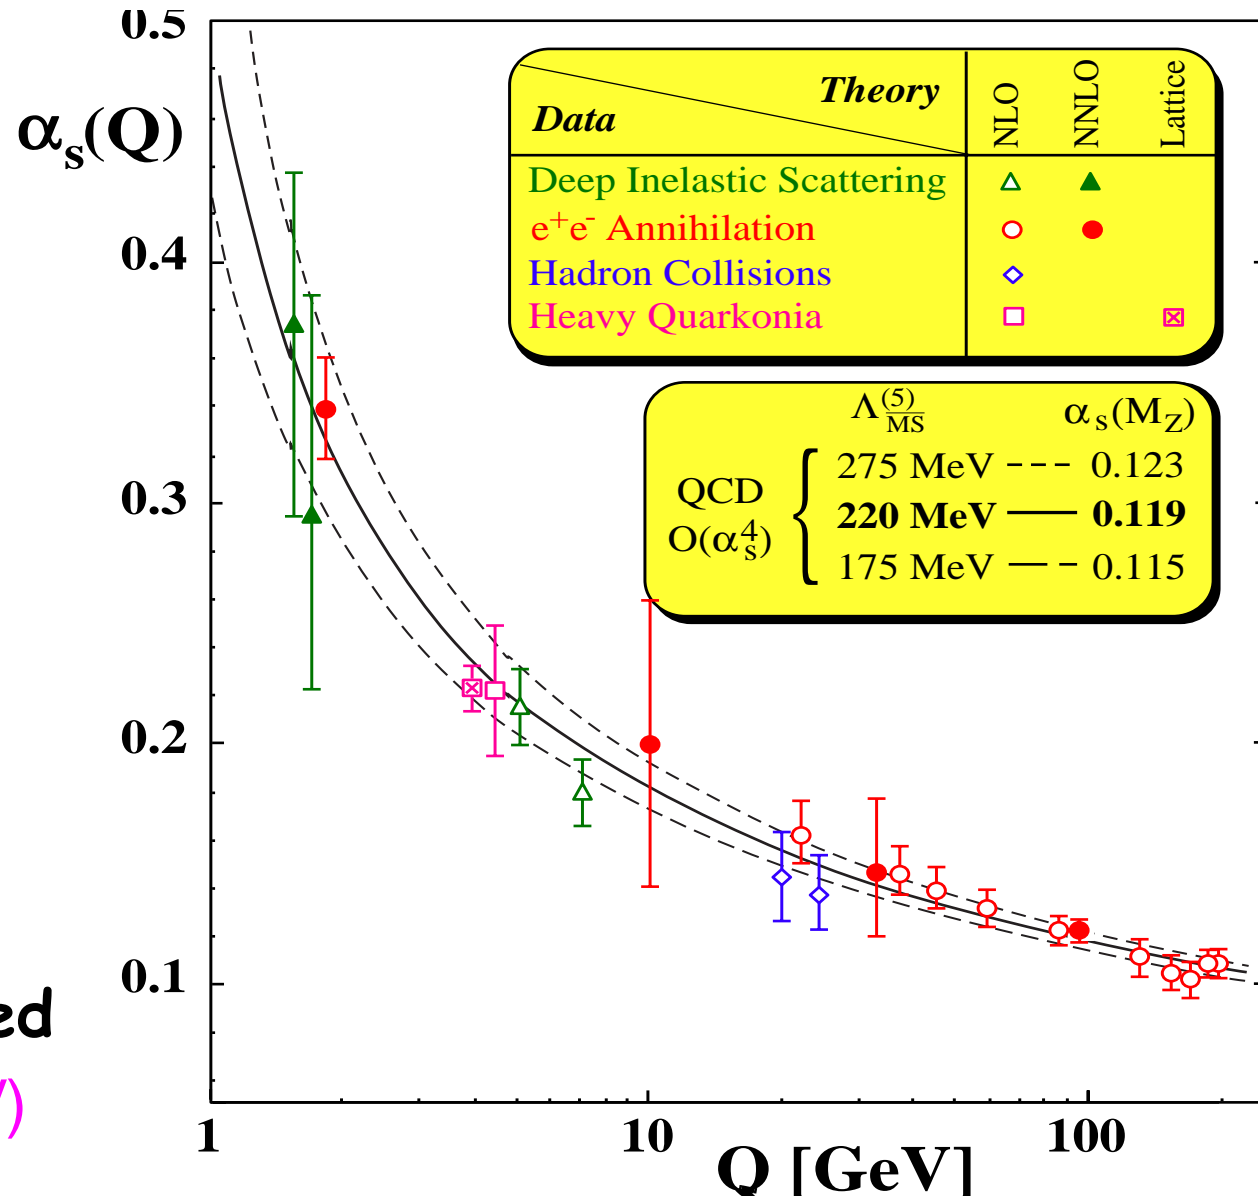 0.5
α_s(Q)
0.4
0.3
0.2
0.1
Data Theory NLO NNLO Lattice
Deep Inelastic Scattering
e⁺e⁻ Annihilation
Hadron Collisions
Heavy Quarkonia
Λ^(5)_MS̅ α_s(M_Z)
275 MeV 0.123
QCD 220 MeV 0.119
O(α_s^4) 175 MeV 0.115
ed
)
1 10 100
Q [GeV]